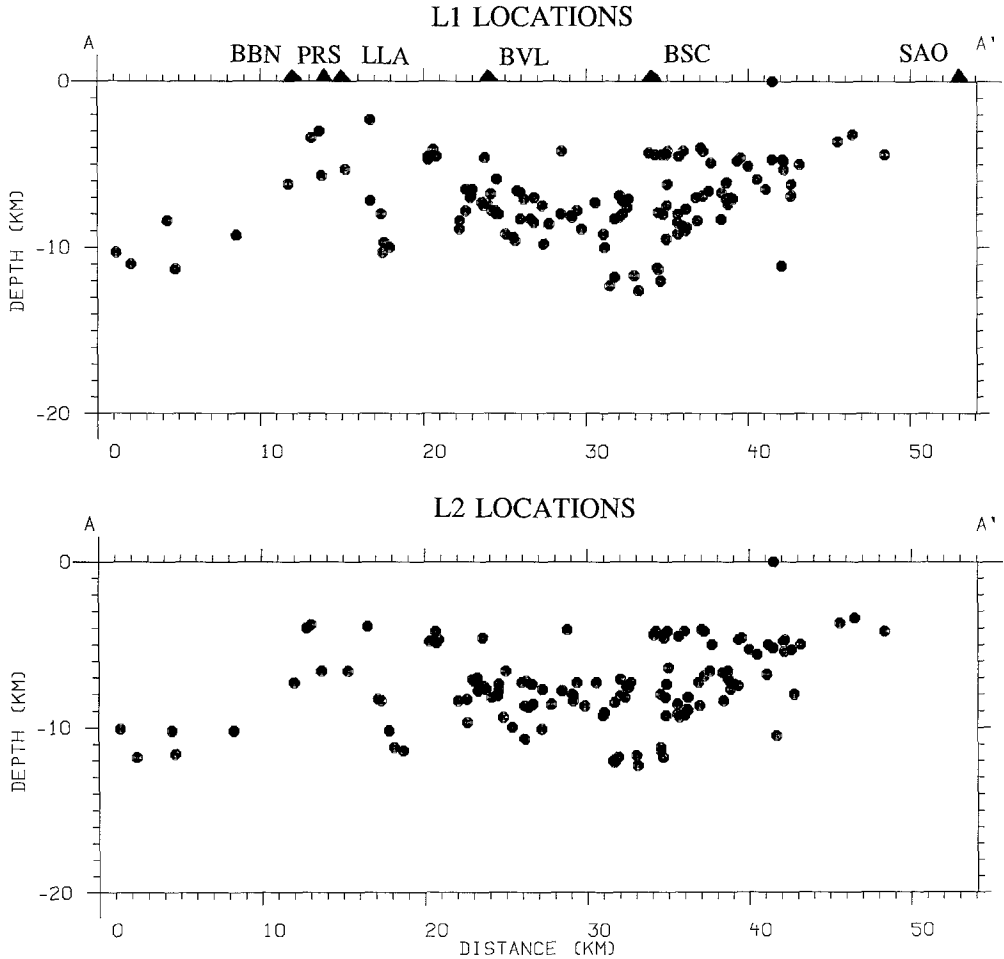 L1 LOCATIONS
A A'
BBN PRS LLA BVL BSC SAO
0
-10
-20
DEPTH (KM)
0 10 20 30 40 50
L2 LOCATIONS
A A'
0
-10
-20
DEPTH (KM)
0 10 20 30 40 50
DISTANCE (KM)